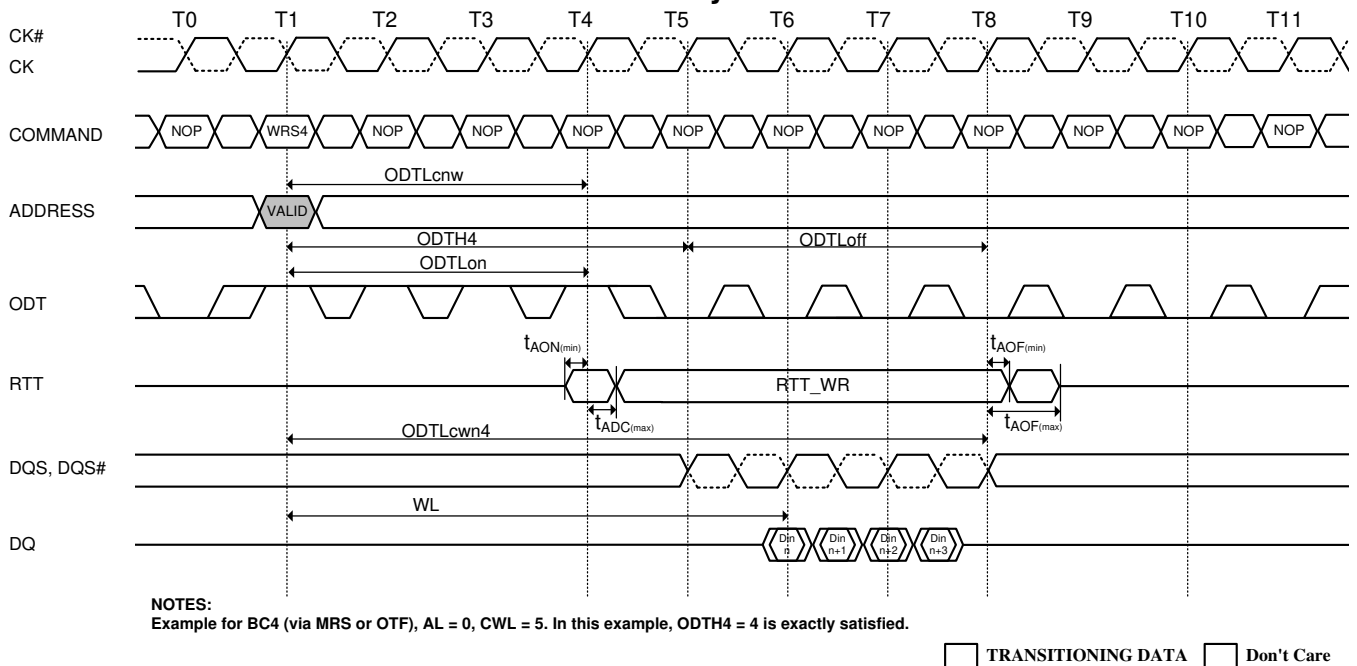 T0 T1 T2 T3 T4 T5 T6 T7 T8 T9 T10 T11
CK#
CK
COMMAND NOP WRS4 NOP NOP NOP NOP NOP NOP NOP NOP NOP NOP
ODTLcnw
ADDRESS VALID
ODTH4 ODTLoff
ODTLon
ODT
tAON(min) tAOF(min)
RTT RTT_WR
tADC(max) tAOF(max)
ODTLcwn4
DQS, DQS#
WL
DQ Din n Din n+1 Din n+2 Din n+3
NOTES:
Example for BC4 (via MRS or OTF), AL = 0, CWL = 5. In this example, ODTH4 = 4 is exactly satisfied.
TRANSITIONING DATA Don't Care